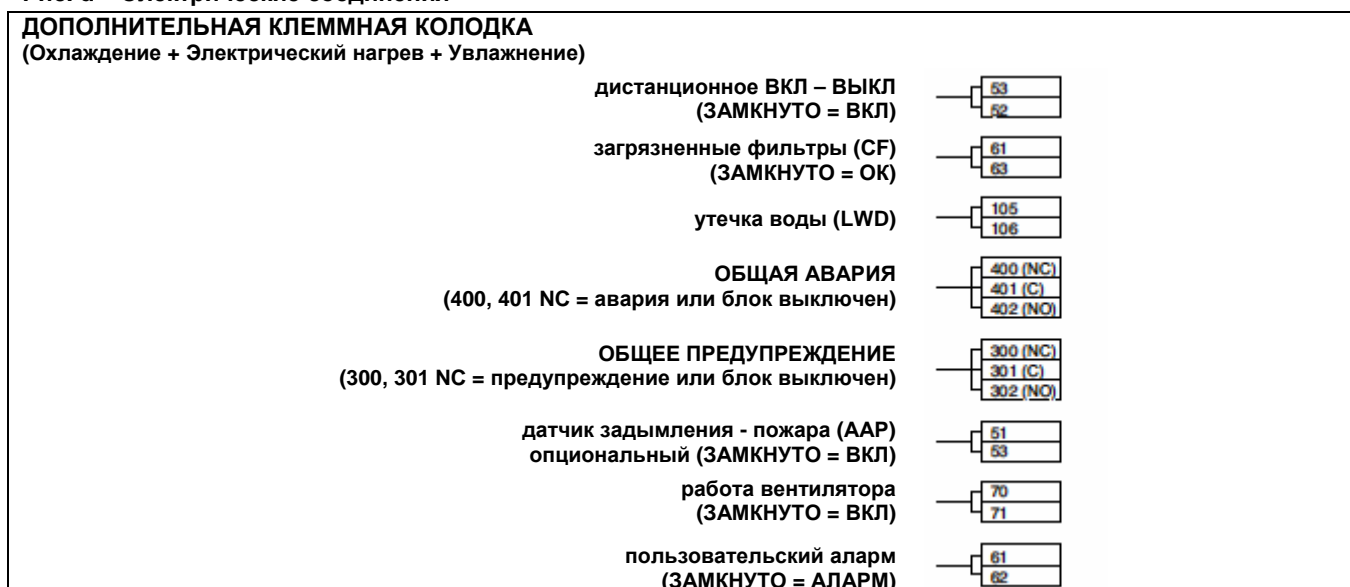 ДОПОЛНИТЕЛЬНАЯ КЛЕММНАЯ КОЛОДКА
(Охлаждение + Электрический нагрев + Увлажнение)
дистанционное ВКЛ – ВЫКЛ
(ЗАМКНУТО = ВКЛ)
53
52
загрязненные фильтры (CF)
(ЗАМКНУТО = ОК)
61
63
утечка воды (LWD)
105
106
ОБЩАЯ АВАРИЯ
(400, 401 NC = авария или блок выключен)
400 (NC)
401 (C)
402 (NO)
ОБЩЕЕ ПРЕДУПРЕЖДЕНИЕ
(300, 301 NC = предупреждение или блок выключен)
300 (NC)
301 (C)
302 (NO)
датчик задымления - пожара (AAP)
опциональный (ЗАМКНУТО = ВКЛ)
51
53
работа вентилятора
(ЗАМКНУТО = ВКЛ)
70
71
пользовательский аларм
(ЗАМКНУТО = АЛАРМ)
61
62